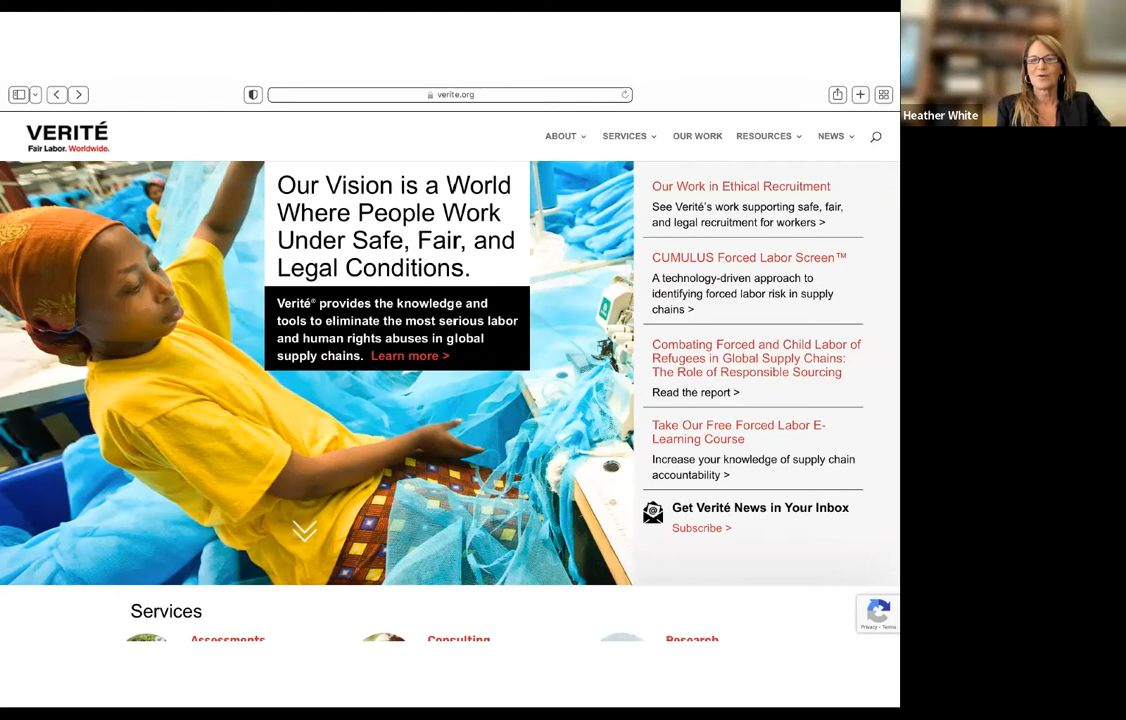 verite.org
VERITÉ
Fair Labor. Worldwide.
ABOUT
SERVICES
OUR WORK
RESOURCES
NEWS
Our Vision is a World
Where People Work
Under Safe, Fair, and
Legal Conditions.
Verité® provides the knowledge and
tools to eliminate the most serious labor
and human rights abuses in global
supply chains. Learn more >
Our Work in Ethical Recruitment
See Verité's work supporting safe, fair,
and legal recruitment for workers >
CUMULUS Forced Labor Screen™
A technology-driven approach to
identifying forced labor risk in supply
chains >
Combating Forced and Child Labor of
Refugees in Global Supply Chains:
The Role of Responsible Sourcing
Read the report >
Take Our Free Forced Labor E-
Learning Course
Increase your knowledge of supply chain
accountability >
Get Verité News in Your Inbox
Subscribe >
Services
Assessments
Consulting
Research
Privacy - Terms
Heather White